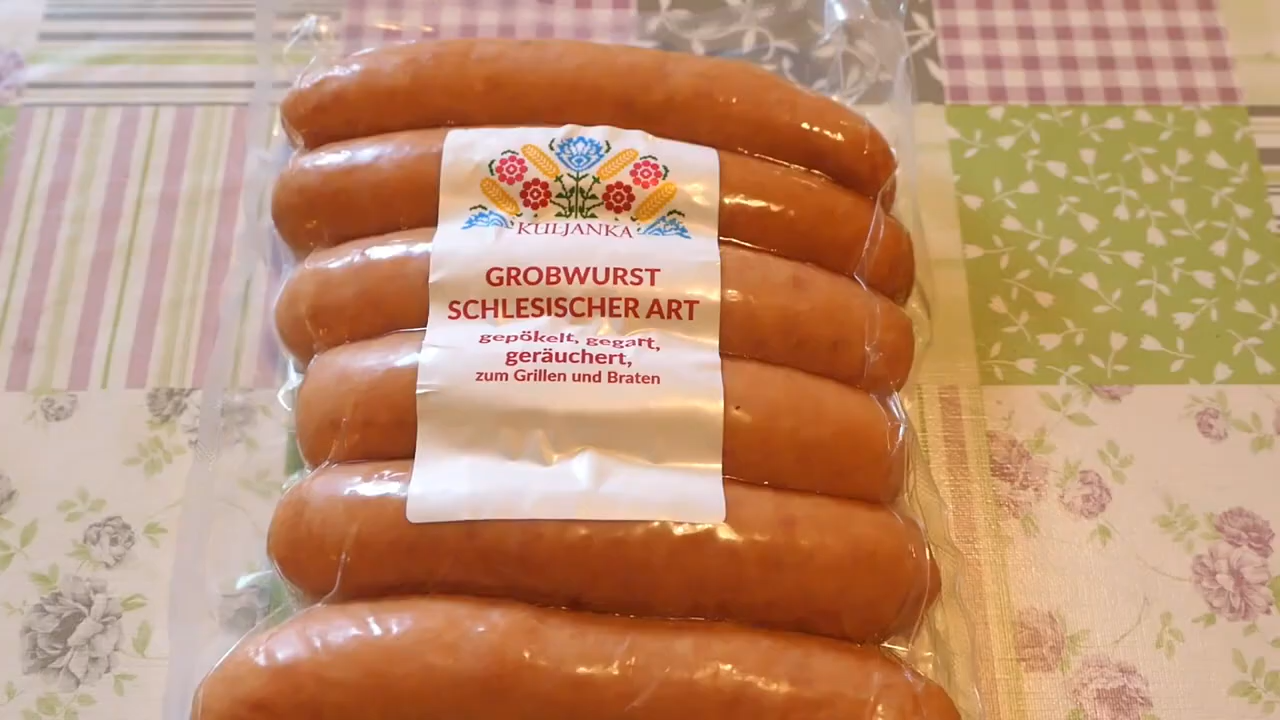 KULJANKA
GROBWURST
SCHLESISCHER ART
gepökelt, gegart,
geräuchert,
zum Grillen und Braten